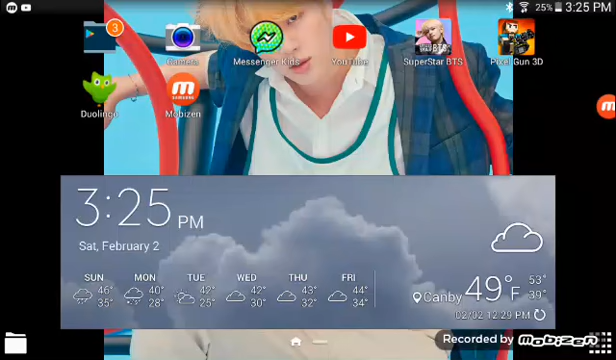 25% 3:25 PM
3
Camera
Messenger Kids
YouTube
SuperStar BTS
Pixel Gun 3D
Duolingo
Mobizen
3:25 PM
Sat, February 2
SUN 46° 35°
MON 40° 28°
TUE 42° 25°
WED 42° 30°
THU 43° 32°
FRI 44° 34°
Canby 49°F 53° 39°
02/02 12:29 PM
Recorded by mobizen